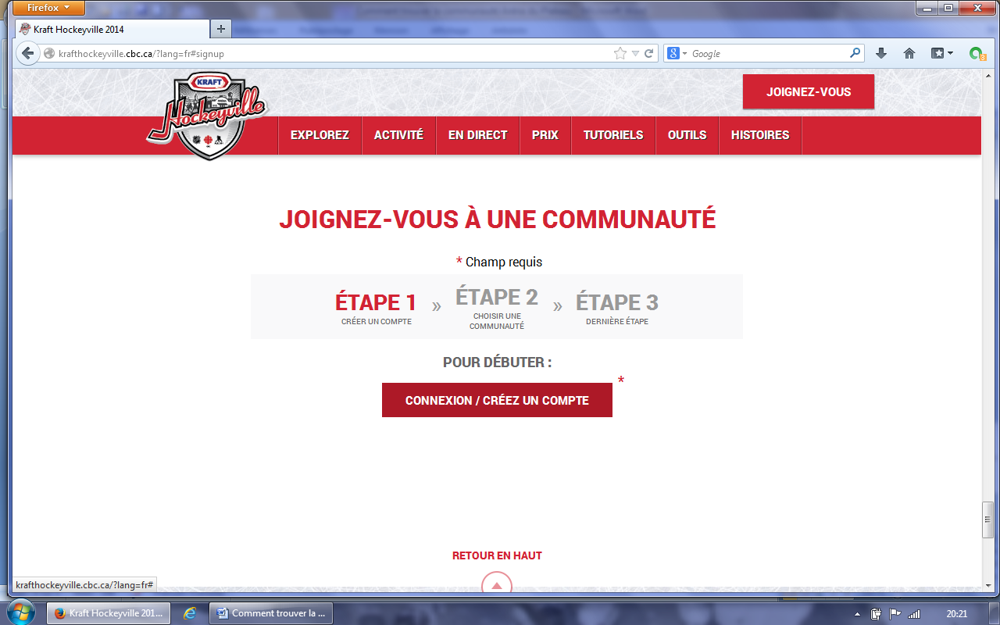 Firefox
Kraft Hockeyville 2014
krafthockeyville.cbc.ca/?lang=fr#signup
Google
KRAFT
Hockeyville
JOIGNEZ-VOUS
EXPLOREZ ACTIVITÉ EN DIRECT PRIX TUTORIELS OUTILS HISTOIRES
JOIGNEZ-VOUS À UNE COMMUNAUTÉ
* Champ requis
ÉTAPE 1 » ÉTAPE 2 » ÉTAPE 3
CRÉER UN COMPTE CHOISIR UNE DERNIÈRE ÉTAPE
COMMUNAUTÉ
POUR DÉBUTER :
CONNEXION / CRÉEZ UN COMPTE *
RETOUR EN HAUT
krafthockeyville.cbc.ca/?lang=fr#
Kraft Hockeyville 201... Comment trouver la ... 20:21